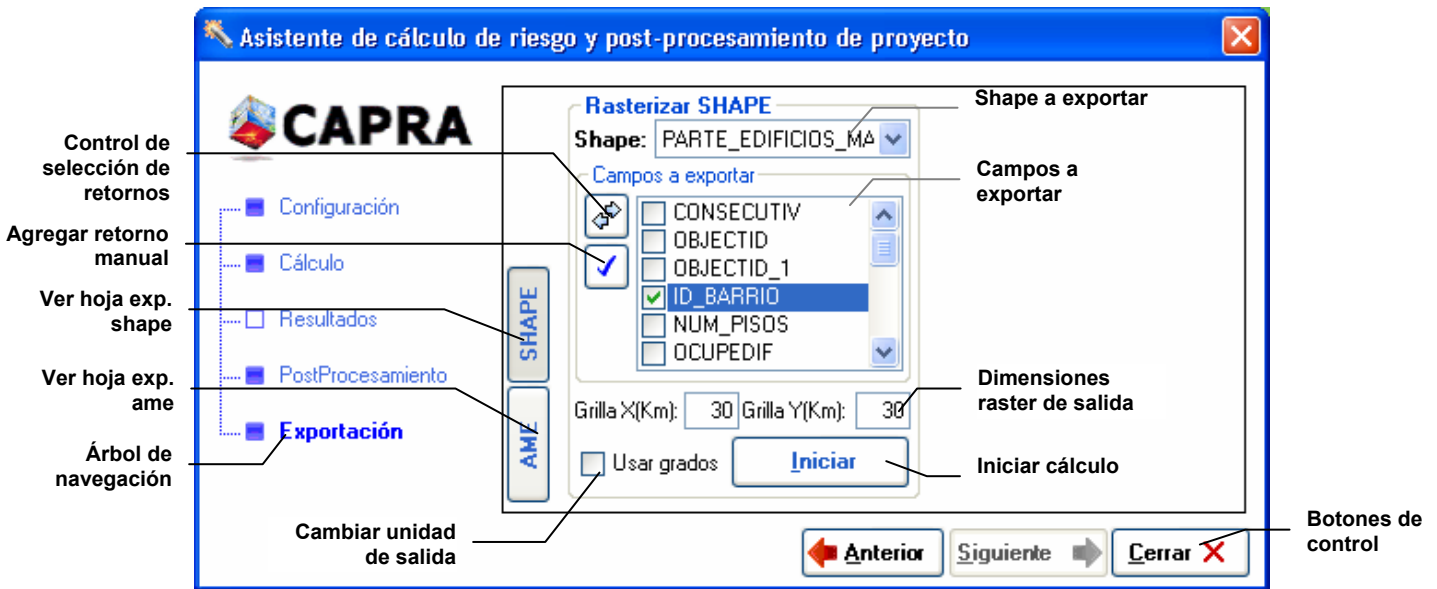 Asistente de cálculo de riesgo y post-procesamiento de proyecto
CAPRA
Configuración
Cálculo
Resultados
PostProcesamiento
Exportación
SHAPE
AME
Rasterizar SHAPE
Shape: PARTE_EDIFICIOS_MA
Campos a exportar
CONSECUTIV
OBJECTID
OBJECTID_1
ID_BARRIO
NUM_PISOS
OCUPEDIF
Grilla X(Km): 30 Grilla Y(Km): 30
Usar grados
Iniciar
Anterior
Siguiente
Cerrar
Control de
selección de
retornos
Agregar retorno
manual
Ver hoja exp.
shape
Ver hoja exp.
ame
Árbol de
navegación
Cambiar unidad
de salida
Shape a exportar
Campos a
exportar
Dimensiones
raster de salida
Iniciar cálculo
Botones de
control